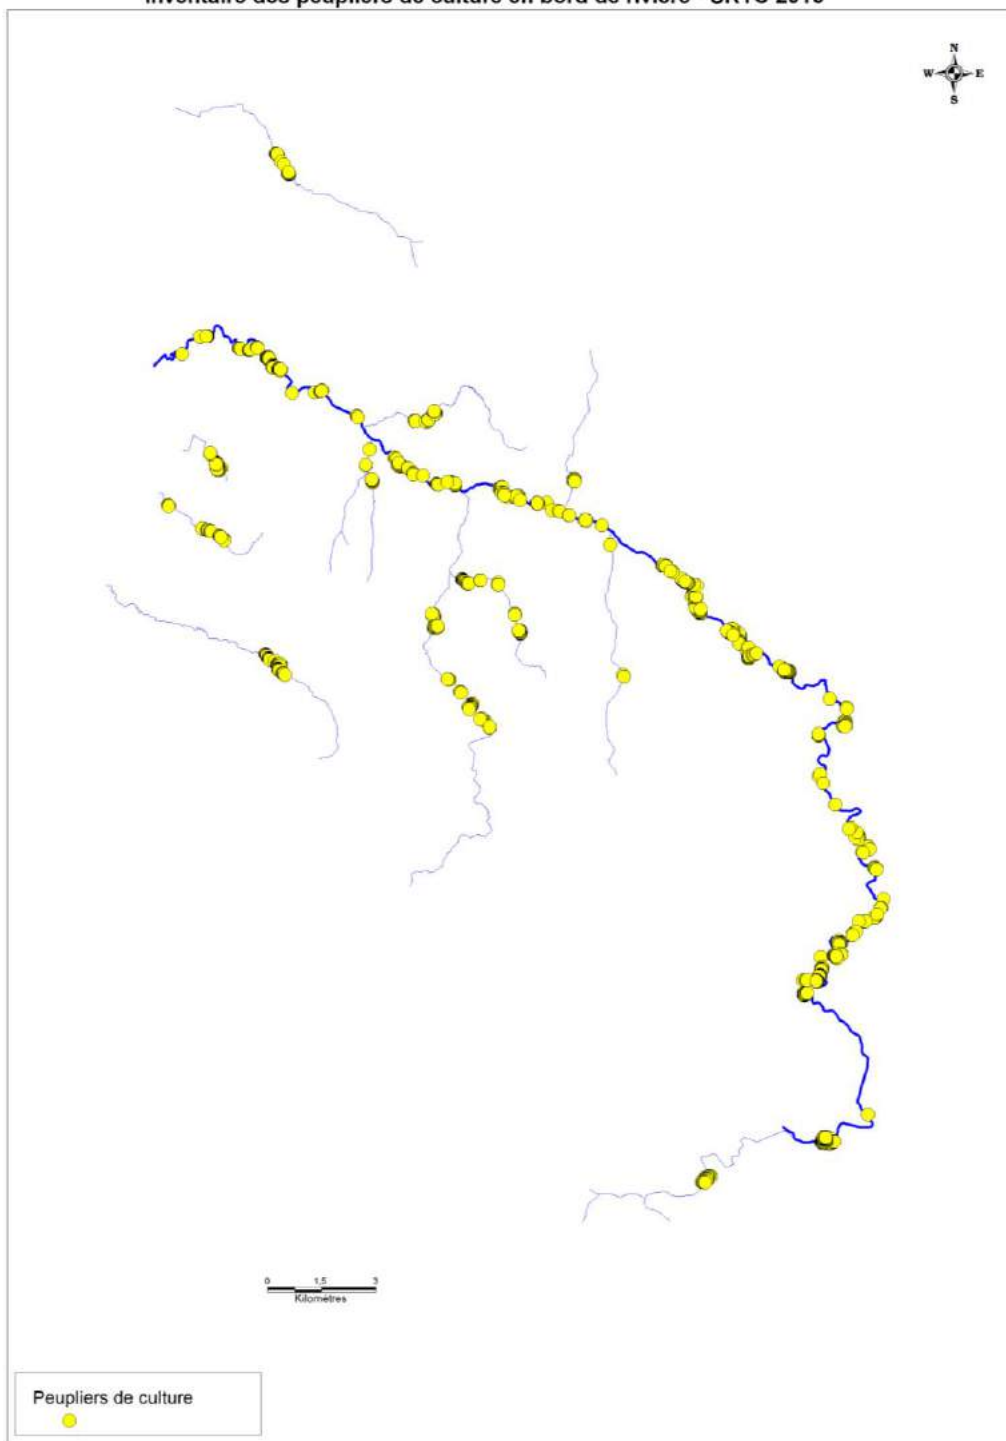 Inventaire des peupliers de culture en bord de rivière -
N
W E
S
0 1,5 3
Kilomètres
Peupliers de culture